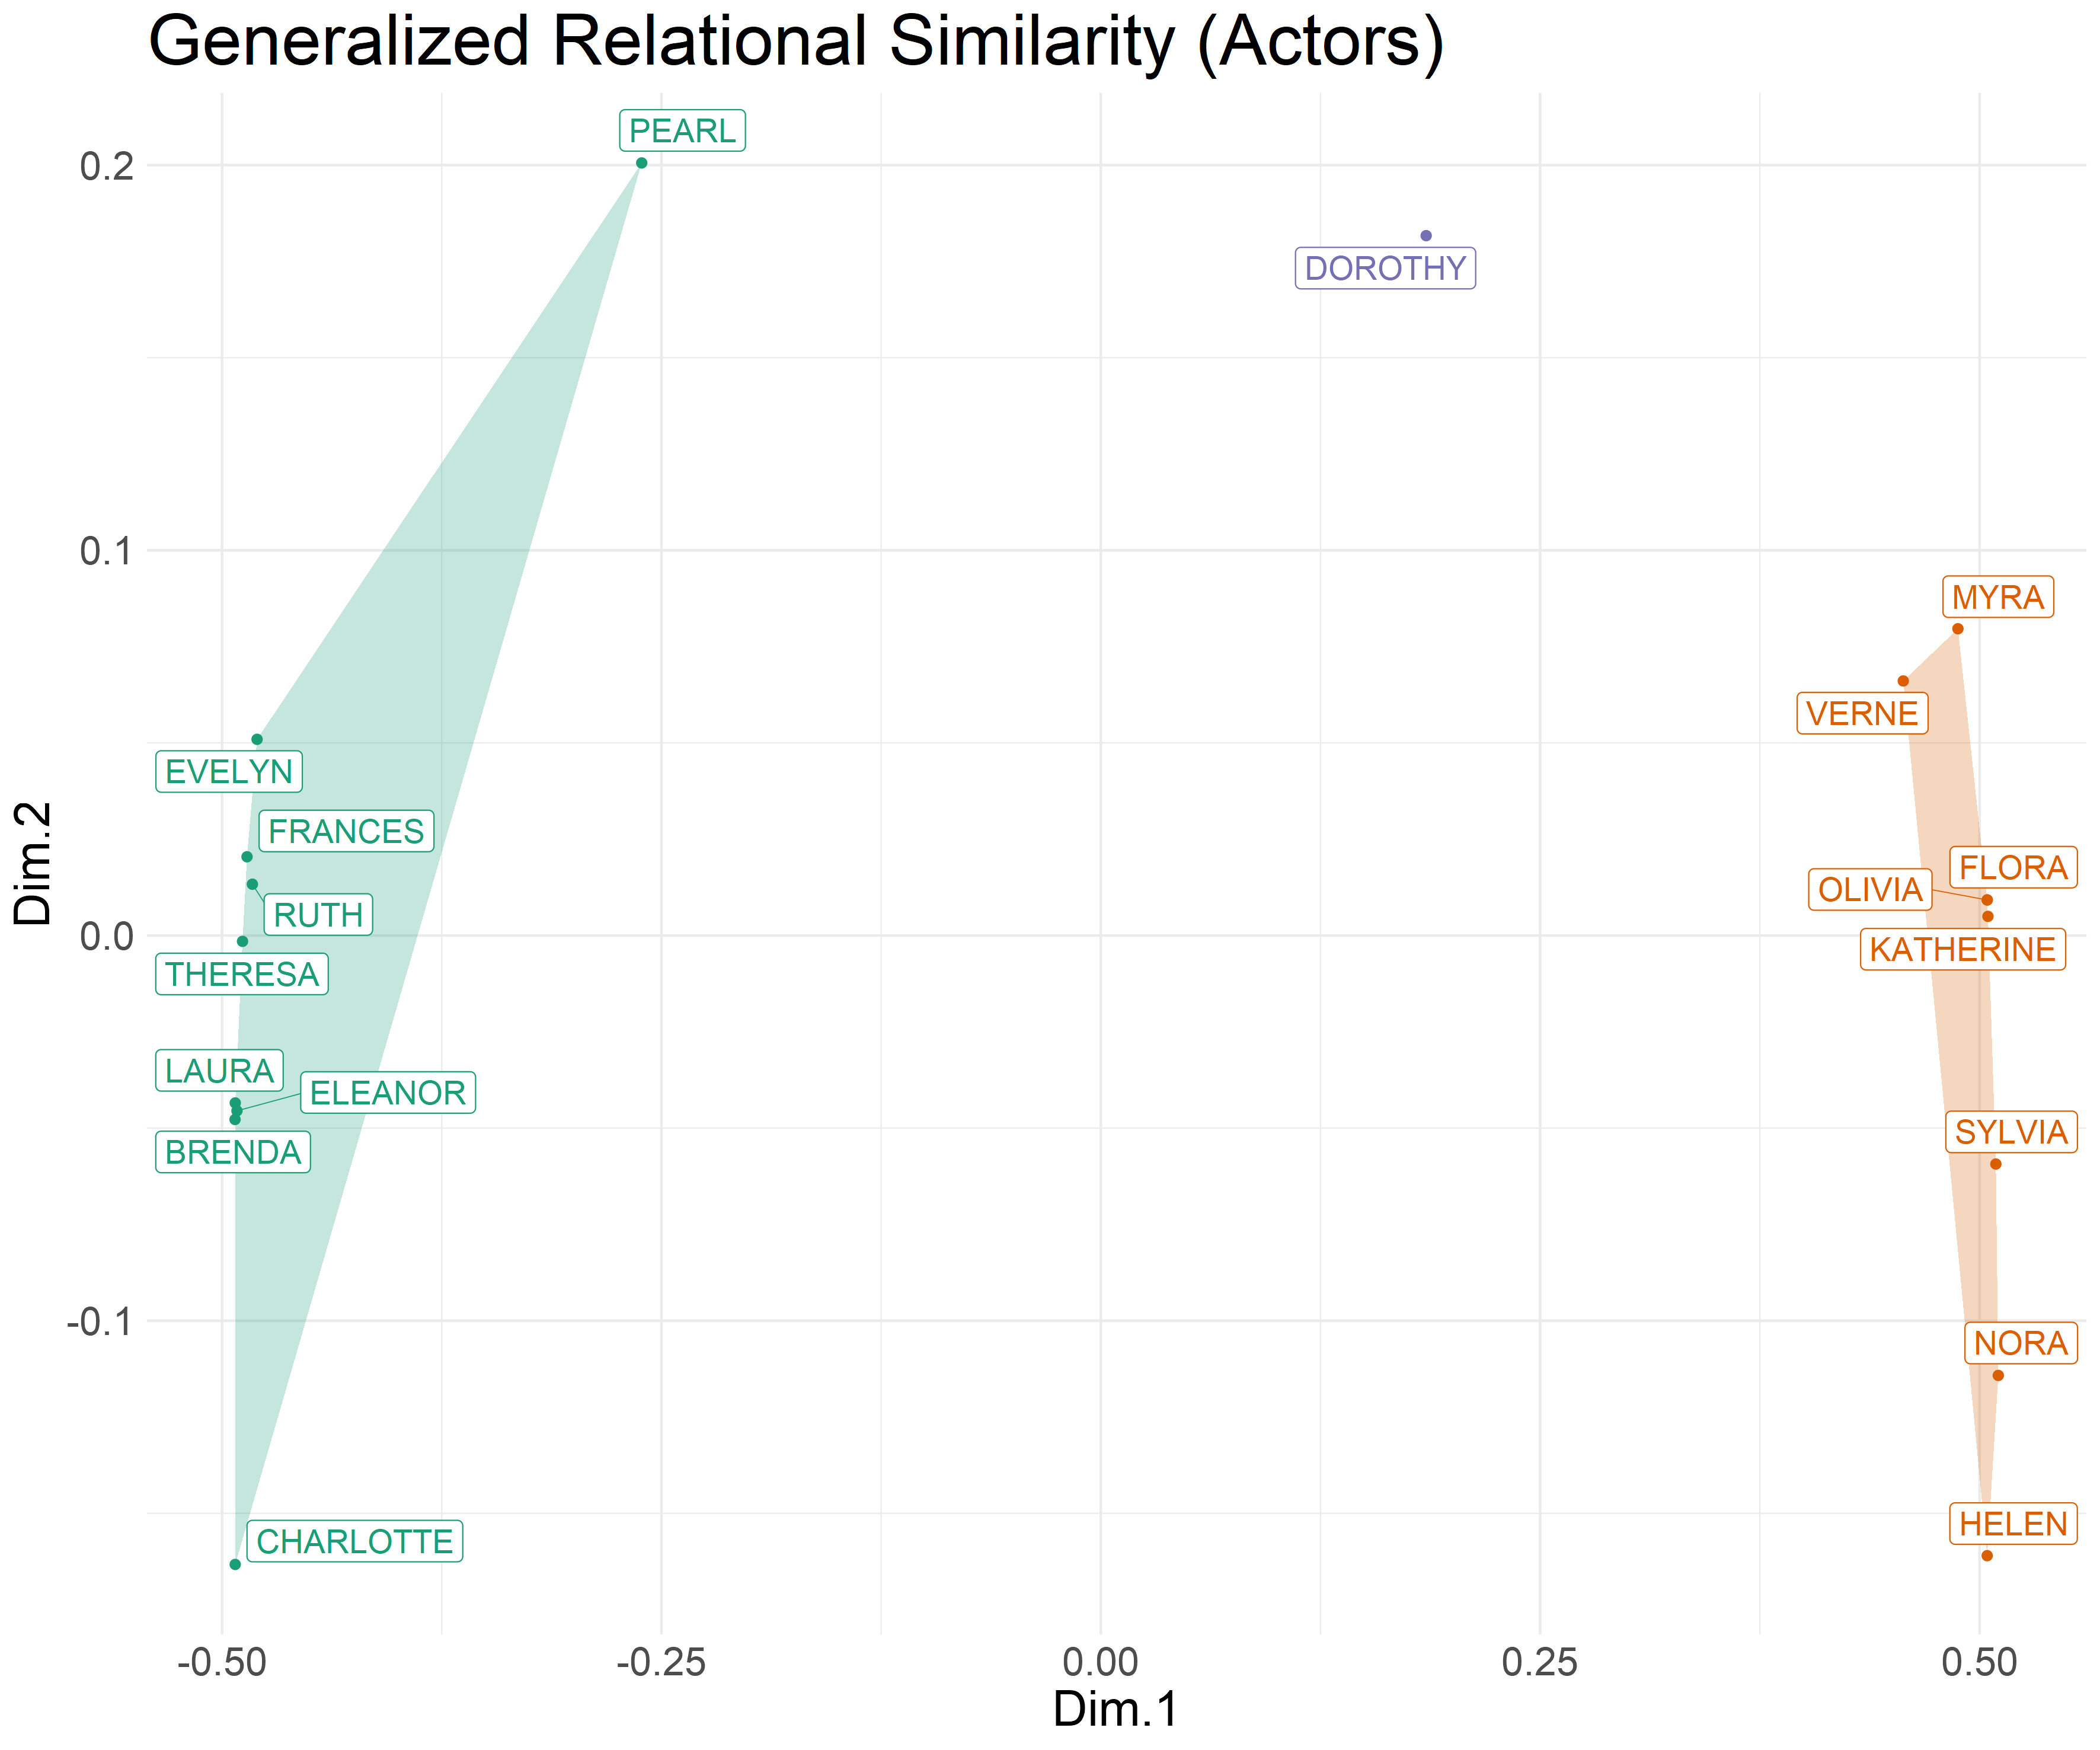 Generalized Relational Similarity (Actors)
PEARL
0.2
DOROTHY
0.1
MYRA
VERNE
EVELYN
FRANCES
FLORA
OLIVIA
RUTH
Dim.2
0.0
KATHERINE
THERESA
LAURA
ELEANOR
SYLVIA
BRENDA
-0.1
NORA
HELEN
CHARLOTTE
-0.50 -0.25 0.00 0.25 0.50
Dim.1